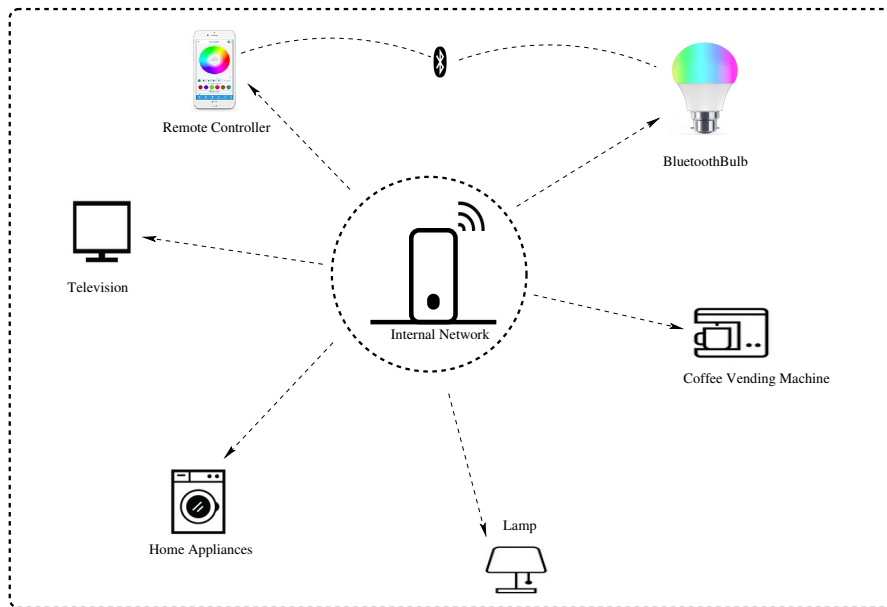 Remote Controller
BluetoothBulb
Television
Internal Network
Coffee Vending Machine
Lamp
Home Appliances